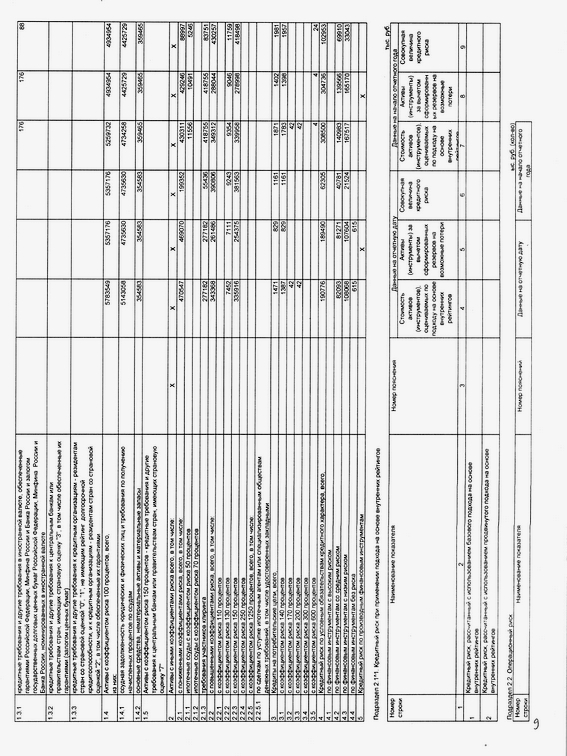 1.3.1 кредитные требования и другие требования в иностранной валюте, обеспеченные
гарантиями Российской Федерации, Минфина России и Банка России и залогом
государственных долговых ценных бумаг Российской Федерации, Минфина России и
Банка России, номинированных в иностранной валюте
176 176 88
1.3.2 кредитные требования и другие требования к центральным банкам или
правительствам стран, имеющих страновую оценку
гарантиями (залогом ценных бумаг)
1.3.3 кредитные требования и другие требования к кредитным организациям - резидентам
стран со страновой оценкой "0", "1", не имеющим рейтинг долгосрочной
кредитоспособности, и к кредитным организациям - резидентам стран со страновой
оценкой "2", в том числе обеспеченные их гарантиями
1.4 Активы с коэффициентом риска 100 процентов, всего,
из них: 5783549 5357176 5357176 5259732 4934954 4934954
1.4.1 ссудная задолженность юридических и физических лиц и требования по получению
начисленных процентов по ссудам 5143058 4735630 4735630 4734258 4425729 4425729
1.4.2 основные средства, нематериальные активы и материальные запасы 354583 354583 354583 359465 359465 359465
1.5 Активы с коэффициентом риска 150 процентов - кредитные требования и другие
требования к центральным банкам или правительствам стран, имеющих страновую
оценку "7"
2 Активы с иными коэффициентами риска, всего, в том числе: X X X X X X
2.1 с пониженными коэффициентами риска, всего, в том числе: 470547 469070 199352 430311 429246 88997
2.1.1 ипотечные ссуды с коэффициентом риска 50 процентов 11556 10491 5246
2.1.2 ипотечные ссуды с коэффициентом риска 70 процентов
2.1.3 требования участников клиринга 277182 277182 55436 418755 418755 83751
2.2 с повышенными коэффициентами риска, всего, в том числе: 343368 261486 390806 349312 288044 430257
2.2.1 с коэффициентом риска 110 процентов
2.2.2 с коэффициентом риска 130 процентов 7452 7111 9243 9354 9046 11759
2.2.3 с коэффициентом риска 150 процентов 335916 254375 381563 339958 278998 418498
2.2.4 с коэффициентом риска 250 процентов
2.2.5 с коэффициентом риска 1250 процентов, всего, в том числе:
2.2.5.1 по сделкам по уступке ипотечным агентам или специализированным обществам
денежных требований, в том числе удостоверенных закладными
3 Кредиты на потребительские цели, всего, 1471 829 1161 1871 1402 1981
3.1 с коэффициентом риска 140 процентов 1387 829 1161 1783 1398 1957
3.2 с коэффициентом риска 170 процентов 42 42
3.3 с коэффициентом риска 200 процентов 42 42
3.4 с коэффициентом риска 300 процентов
3.5 с коэффициентом риска 600 процентов 4 4 24
4 Кредитный риск по условным обязательствам кредитного характера, всего, 190776 189490 62305 308500 304736 102953
4.1 по финансовым инструментам с высоким риском 82093 81271 40781 140983 139566 69910
4.2 по финансовым инструментам со средним риском
4.3 по финансовым инструментам с низким риском 108068 107604 21524 167517 165170 33043
4.4 по финансовым инструментам без риска 615 615
5 Кредитный риск по производным финансовым инструментам X X
Подраздел 2.1¹1. Кредитный риск при применении подхода на основе внутренних рейтингов
тыс. руб.
Номер строки Наименование показателя Номер пояснения Данные на отчетную дату Данные на начало отчетного года
Стоимость активов (инструментов), оцениваемых по подходу на основе внутренних рейтингов
Активы (инструменты) за вычетом сформированных резервов на возможные потери
Совокупная величина кредитного риска
Стоимость активов (инструментов), оцениваемых по подходу на основе внутренних рейтингов
Активы (инструменты) за вычетом сформированных резервов на возможные потери
Совокупная величина кредитного риска
1 2 3 4 5 6 7 8 9
1 Кредитный риск, рассчитанный с использованием базового подхода на основе
внутренних рейтингов
2 Кредитный риск, рассчитанный с использованием продвинутого подхода на основе
внутренних рейтингов
Подраздел 2.2. Операционный риск
тыс. руб. (кол-во)
Номер строки Наименование показателя Номер пояснений Данные на отчетную дату Данные на начало отчетного года
9